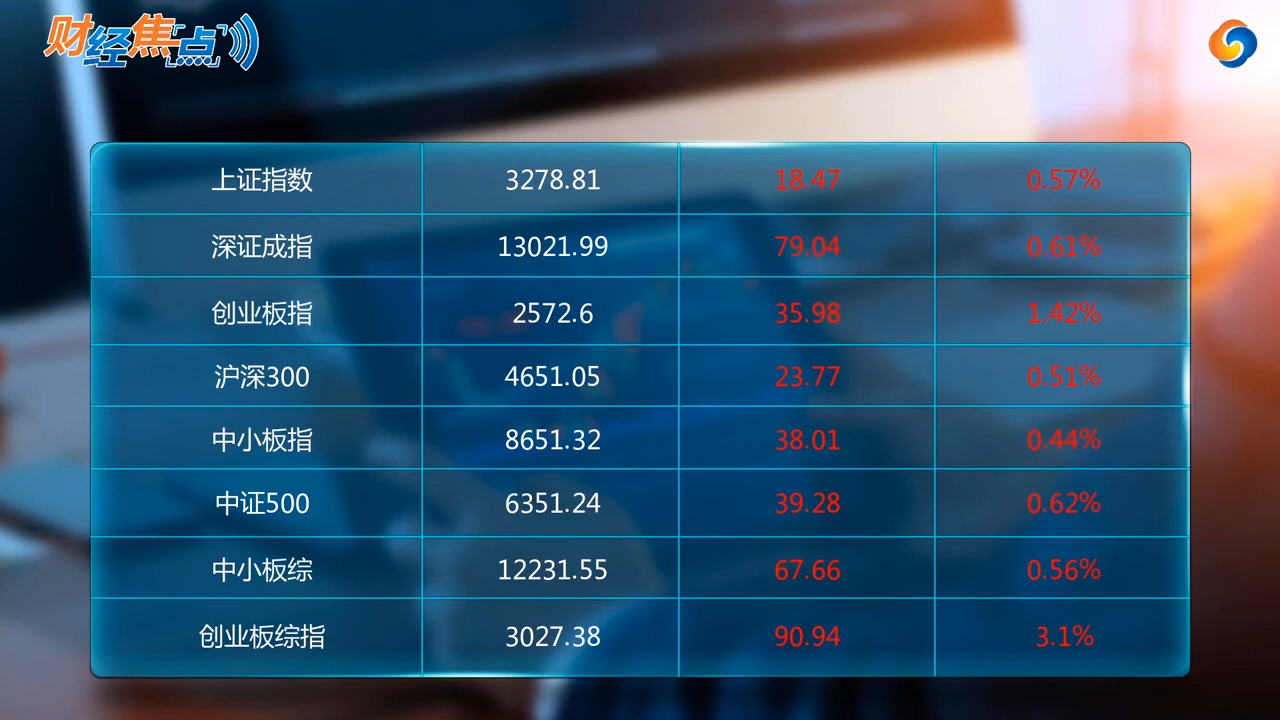 财经焦点
上证指数 3278.81 18.47 0.57%
深证成指 13021.99 79.04 0.61%
创业板指 2572.6 35.98 1.42%
沪深300 4651.05 23.77 0.51%
中小板指 8651.32 38.01 0.44%
中证500 6351.24 39.28 0.62%
中小板综 12231.55 67.66 0.56%
创业板综指 3027.38 90.94 3.1%